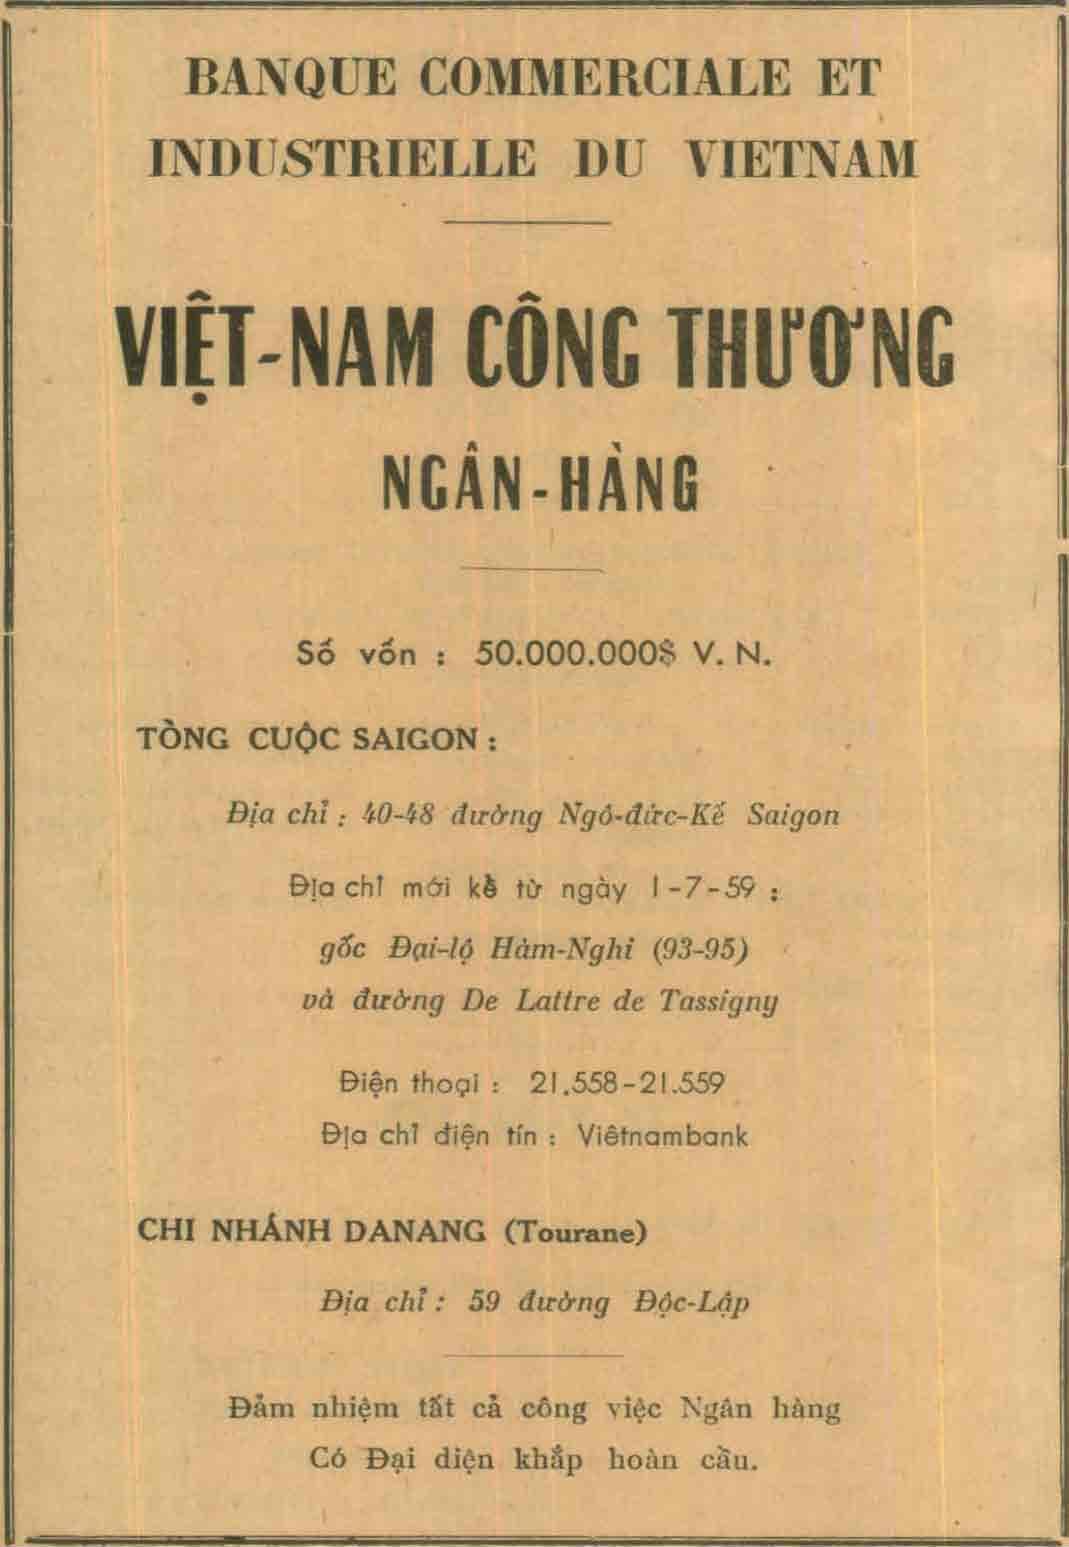 BANQUE COMMERCIALE ET
INDUSTRIELLE DU VIETNAM
VIỆT-NAM CÔNG THƯƠNG
NGÂN-HÀNG
Số vốn : 50.000.000$ V. N.
TỔNG CUỘC SAIGON :
Địa chỉ : 40-48 đường Ngô-đức-Kế Saigon
Địa chỉ mới kể từ ngày 1-7-59 :
gốc Đại-lộ Hàm-Nghi (93-95)
và đường De Lattre de Tassigny
Điện thoại : 21.558-21.559
Địa chỉ điện tín : Viêtnambank
CHI NHÁNH DANANG (Tourane)
Địa chỉ : 59 đường Độc-Lập
Đảm nhiệm tất cả công việc Ngân hàng
Có Đại diện khắp hoàn cầu.